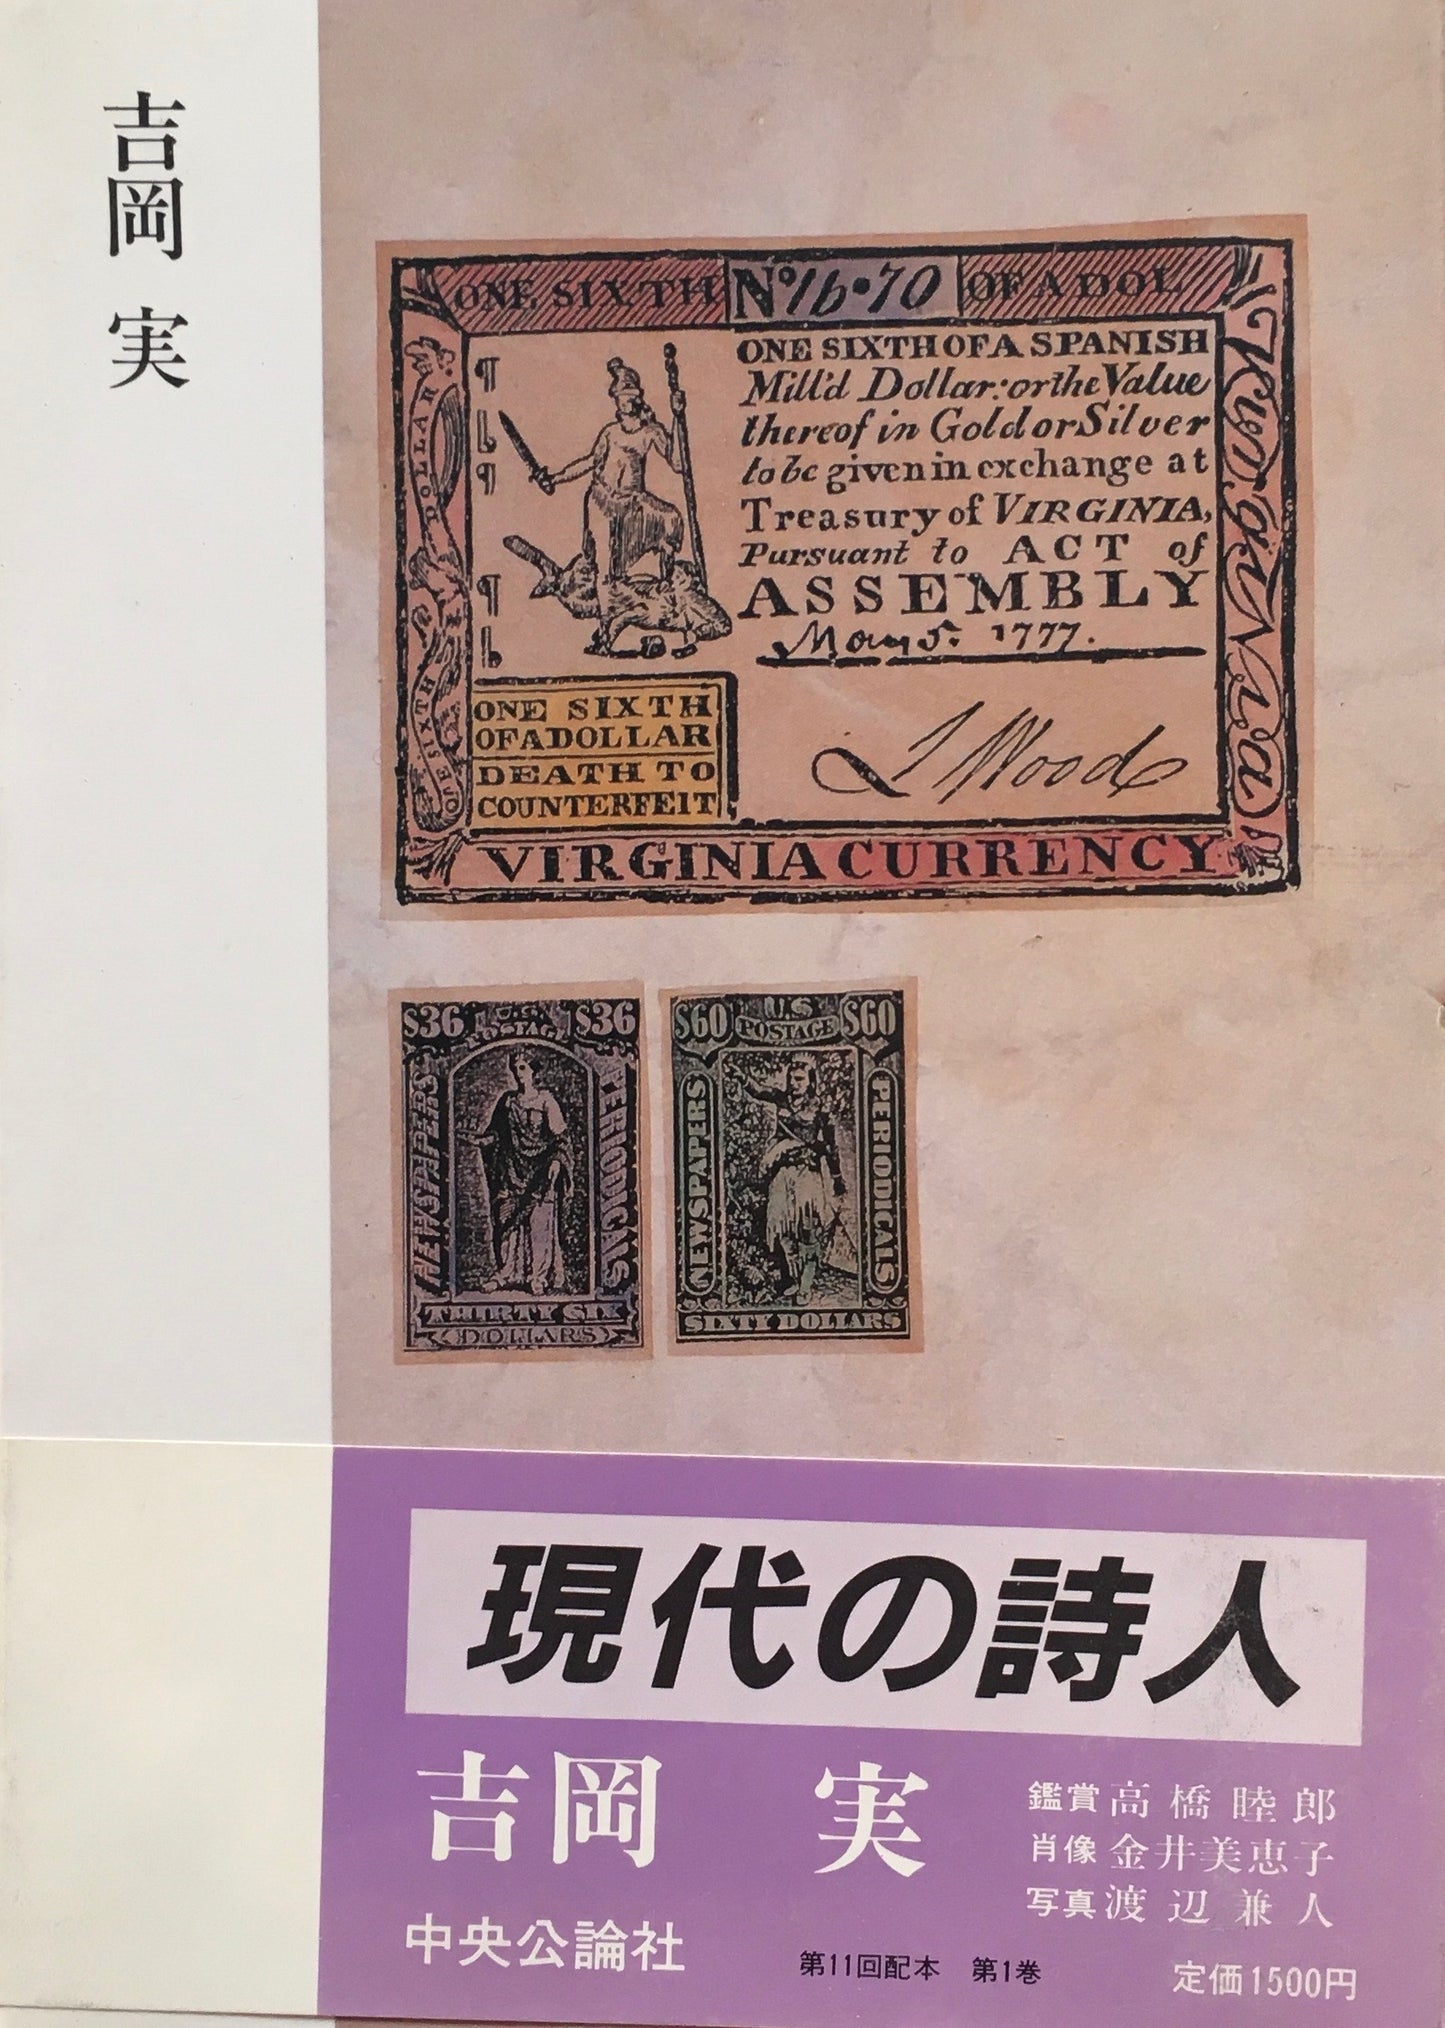 吉岡 実
ONE SIXTH No 16.70 OF A DOL
ONE SIXTH OF A SPANISH
Mill'd Dollar: or the Value
thereof in Gold or Silver
to be given in exchange at
Treasury of VIRGINIA,
Pursuant to ACT of
ASSEMBLY
May 5. 1777.
J Wood
ONE SIXTH
OF A DOLLAR
DEATH TO
COUNTERFEIT
VIRGINIA CURRENCY
DOLLAR
SIXTH
$36 U.S. $36
POSTAGE
NEWSPAPERS
PERIODICALS
THIRTY SIX
DOLLARS
$60 U.S. $60
POSTAGE
NEWSPAPERS
PERIODICALS
SIXTY DOLLARS
現代の詩人
吉岡 実
鑑賞 高橋睦郎
肖像 金井美恵子
写真 渡辺兼人
中央公論社
第11回配本 第1巻
定価1500円